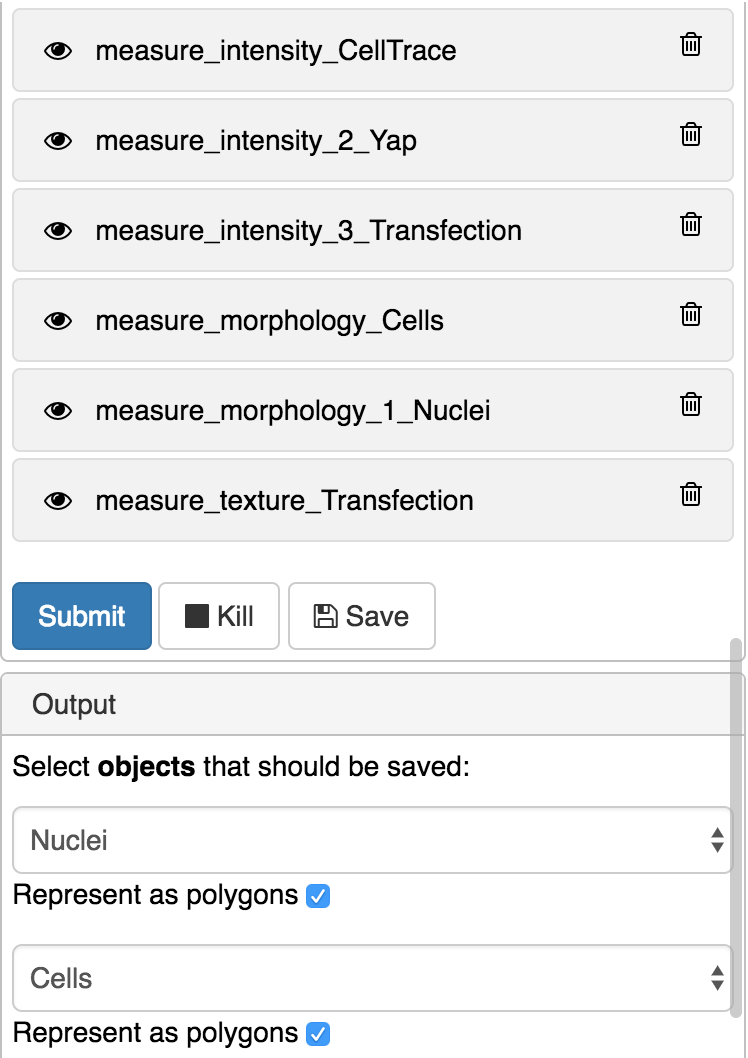 measure_intensity_CellTrace
measure_intensity_2_Yap
measure_intensity_3_Transfection
measure_morphology_Cells
measure_morphology_1_Nuclei
measure_texture_Transfection
Submit Kill Save
Output
Select objects that should be saved:
Nuclei
Represent as polygons
Cells
Represent as polygons